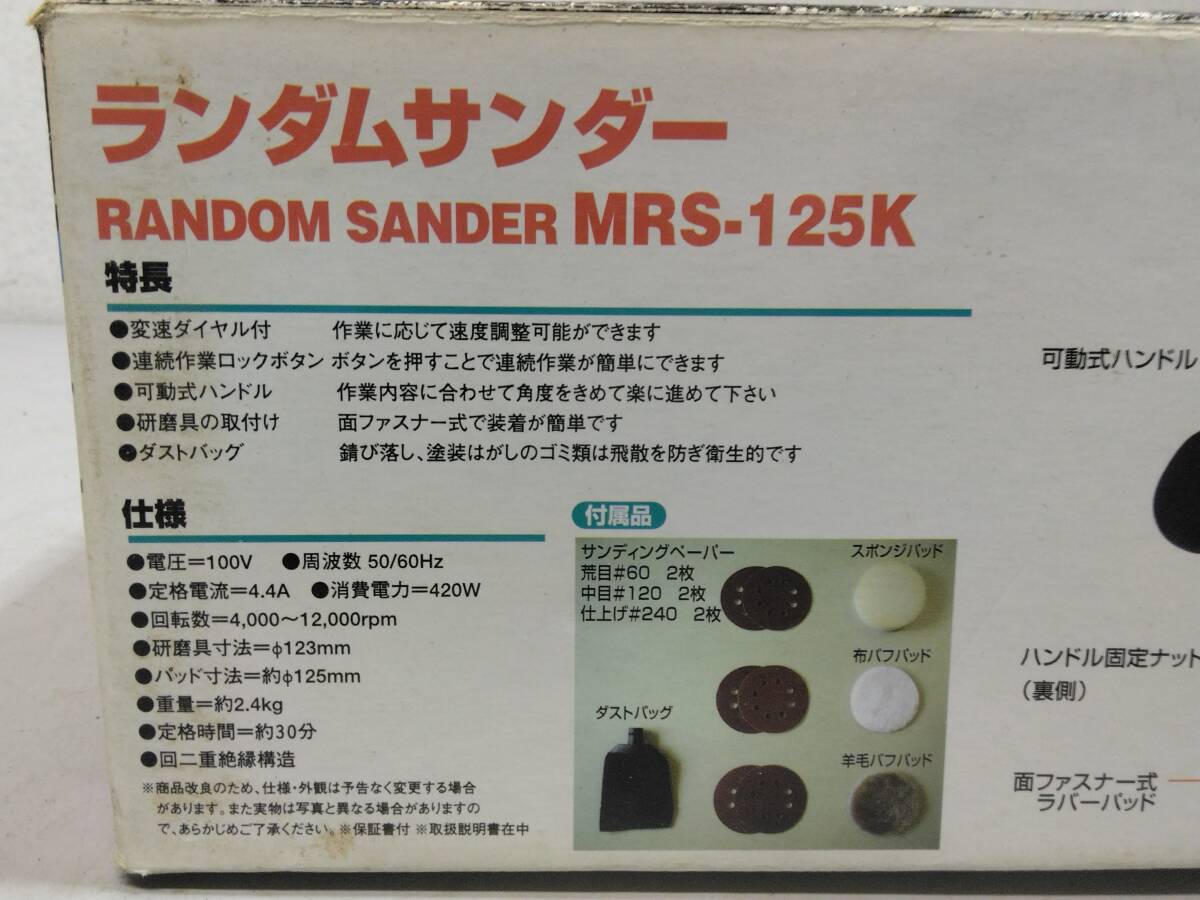 ランダムサンダー
RANDOM SANDER MRS-125K
特長
●変速ダイヤル付 作業に応じて速度調整可能ができます
●連続作業ロックボタン ボタンを押すことで連続作業が簡単にできます
●可動式ハンドル 作業内容に合わせて角度をきめて楽に進めて下さい
●研磨具の取付け 面ファスナー式で装着が簡単です
●ダストバッグ 錆び落し、塗装はがしのゴミ類は飛散を防ぎ衛生的です
仕様
●電圧＝100V ●周波数 50/60Hz
●定格電流＝4.4A ●消費電力＝420W
●回転数＝4,000〜12,000rpm
●研磨具寸法＝φ123mm
●パッド寸法＝約φ125mm
●重量＝約2.4kg
●定格時間＝約30分
●回二重絶縁構造
※商品改良のため、仕様・外観は予告なく変更する場合
があります。また実物は写真と異なる場合がありますの
で、あらかじめご了承ください。※保証書付 ※取扱説明書在中
付属品
サンディングペーパー
荒目#60 2枚
中目#120 2枚
仕上げ#240 2枚
スポンジパッド
布バフパッド
ダストバッグ
羊毛バフパッド
可動式ハンドル
ハンドル固定ナット
（裏側）
面ファスナー式
ラバーパッド